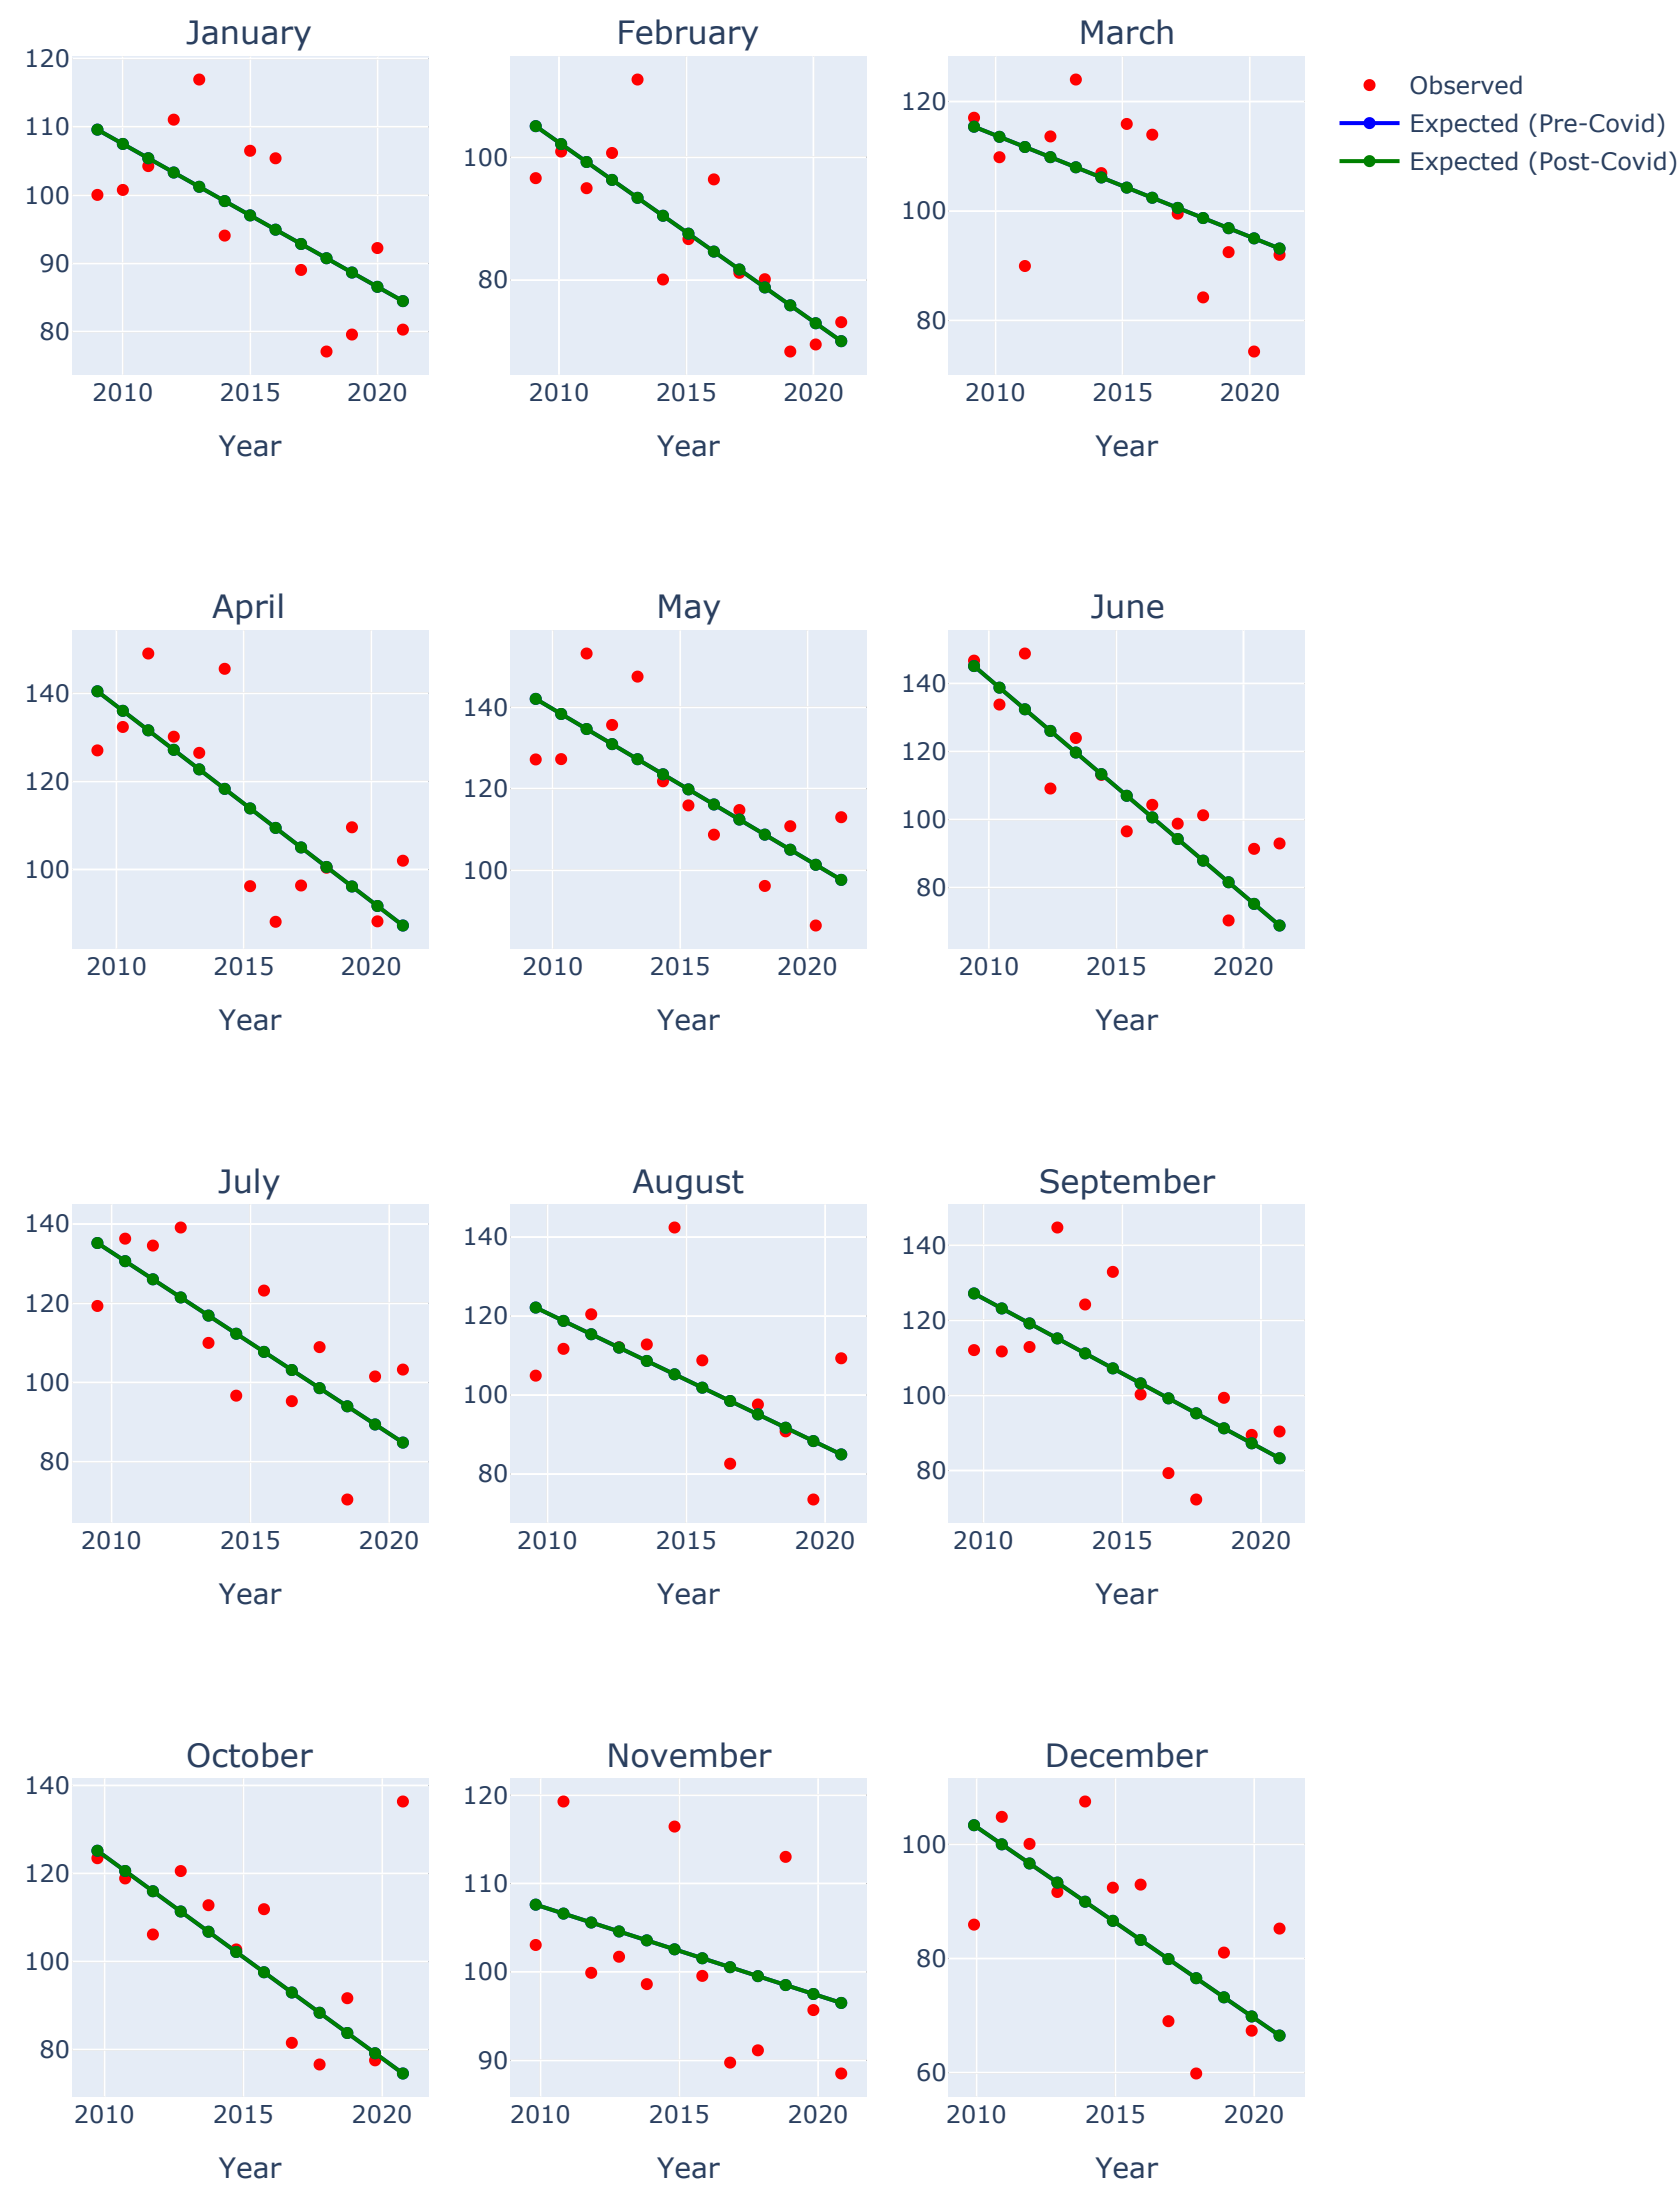 January
February
March
120
110
100
90
80
2010 2015 2020
Year
100
80
2010 2015 2020
Year
120
100
80
2010 2015 2020
Year
Observed
Expected (Pre-Covid)
Expected (Post-Covid)
April
May
June
140
120
100
2010 2015 2020
Year
140
120
100
2010 2015 2020
Year
140
120
100
80
2010 2015 2020
Year
July
August
September
140
120
100
80
2010 2015 2020
Year
140
120
100
80
2010 2015 2020
Year
140
120
100
80
2010 2015 2020
Year
October
November
December
140
120
100
80
2010 2015 2020
Year
120
110
100
90
2010 2015 2020
Year
100
80
60
2010 2015 2020
Year